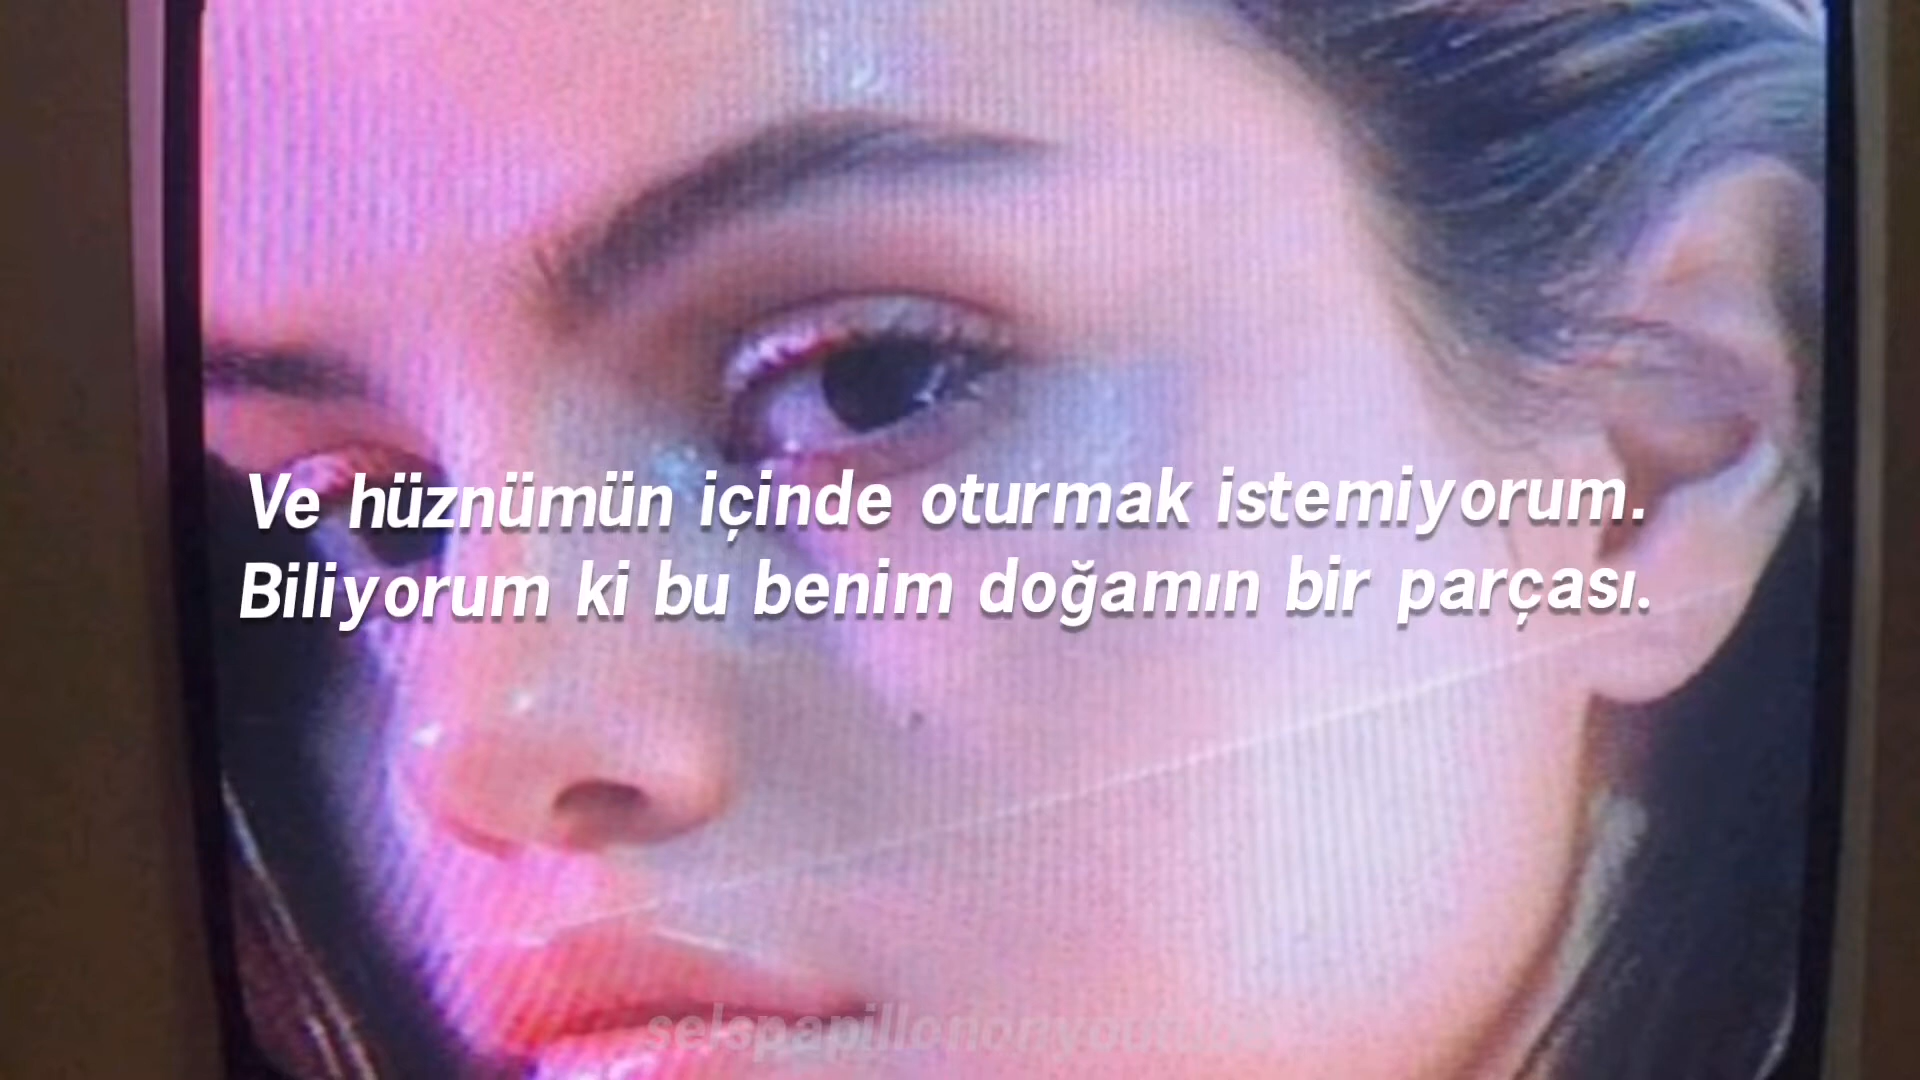 Ve hüznümün içinde oturmak istemiyorum.
Biliyorum ki bu benim doğamın bir parçası.